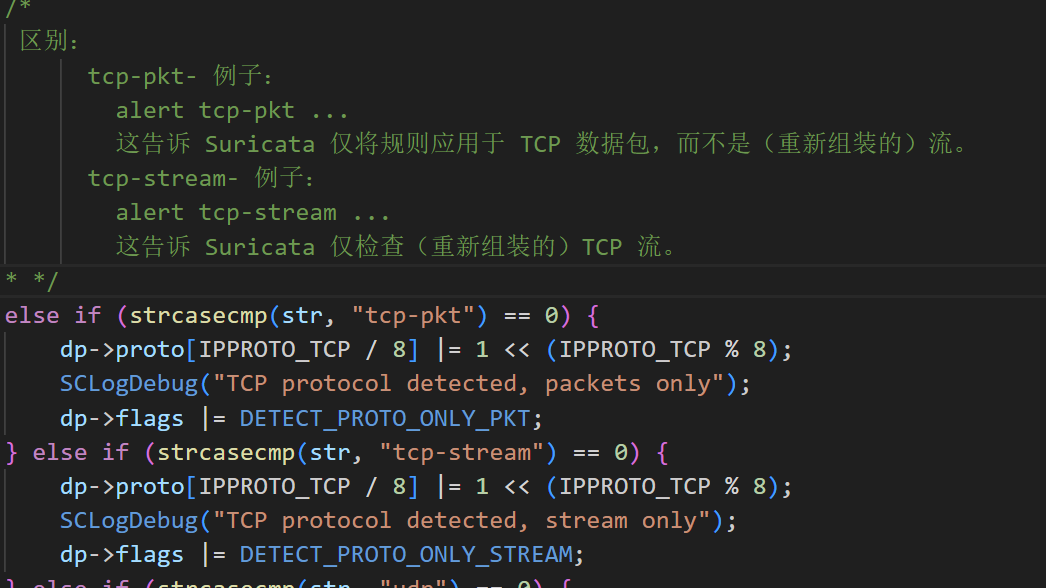 /*
区别：
tcp-pkt- 例子：
alert tcp-pkt ...
这告诉 Suricata 仅将规则应用于 TCP 数据包，而不是（重新组装的）流。
tcp-stream- 例子：
alert tcp-stream ...
这告诉 Suricata 仅检查（重新组装的）TCP 流。
* */
else if (strcasecmp(str, "tcp-pkt") == 0) {
dp->proto[IPPROTO_TCP / 8] |= 1 << (IPPROTO_TCP % 8);
SCLogDebug("TCP protocol detected, packets only");
dp->flags |= DETECT_PROTO_ONLY_PKT;
} else if (strcasecmp(str, "tcp-stream") == 0) {
dp->proto[IPPROTO_TCP / 8] |= 1 << (IPPROTO_TCP % 8);
SCLogDebug("TCP protocol detected, stream only");
dp->flags |= DETECT_PROTO_ONLY_STREAM;
} else if (strcasecmp(str, "udp") == 0) {